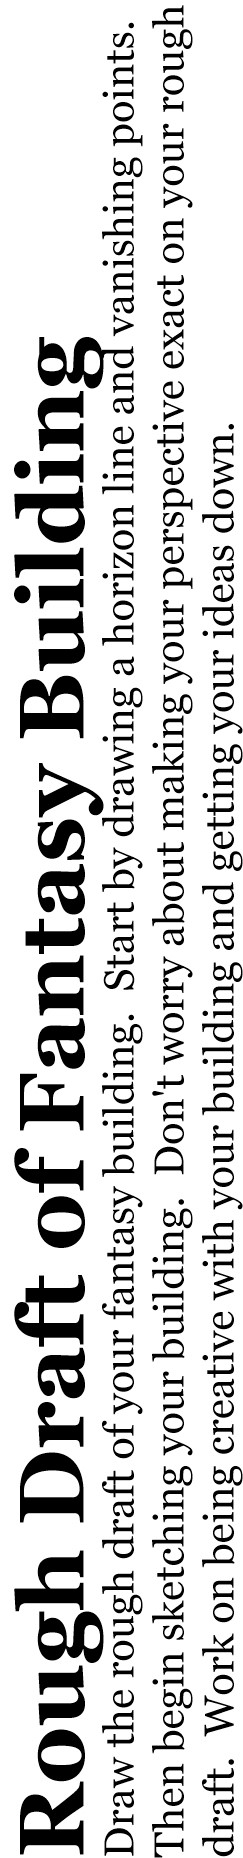 Rough Draft of Fantasy Building
Draw the rough draft of your fantasy building.  Start by drawing a horizon line and vanishing points.
Then begin sketching your building.  Don't worry about making your perspective exact on your rough
draft.  Work on being creative with your building and getting your ideas down.